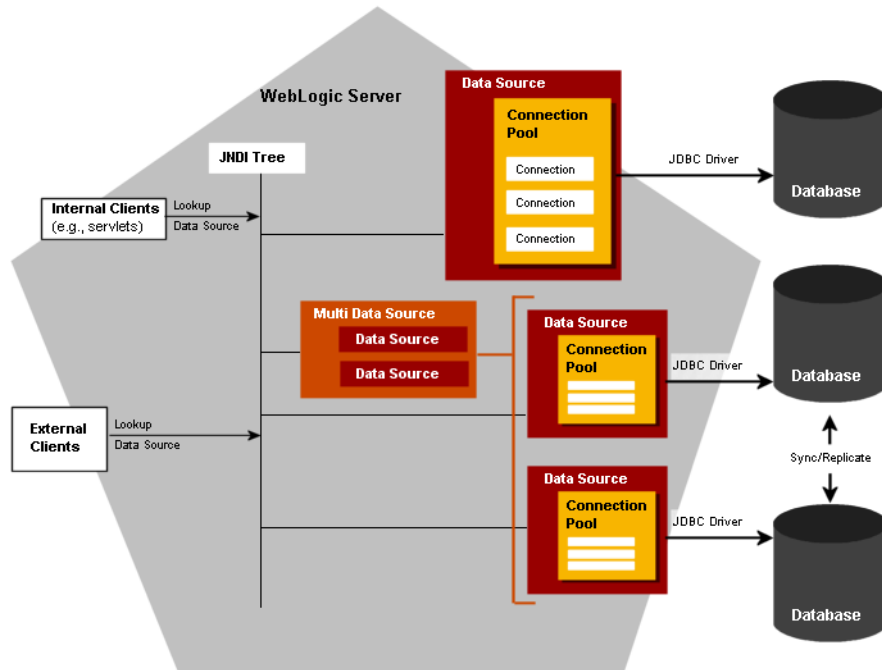 WebLogic Server
Data Source
Connection
Pool
Connection
Connection
Connection
JDBC Driver
Database
JNDI Tree
Internal Clients
(e.g., servlets)
Lookup
Data Source
Multi Data Source
Data Source
Data Source
Data Source
Connection
Pool
JDBC Driver
Database
External
Clients
Lookup
Data Source
Sync/Replicate
Data Source
Connection
Pool
JDBC Driver
Database